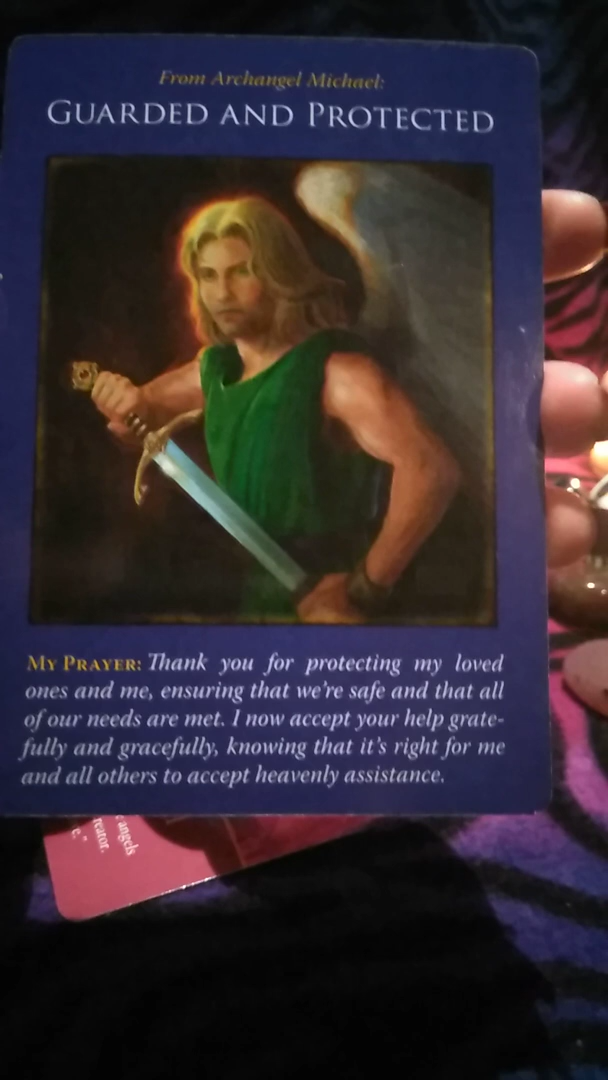 From Archangel Michael:
GUARDED AND PROTECTED
MY PRAYER: Thank you for protecting my loved
ones and me, ensuring that we're safe and that all
of our needs are met. I now accept your help grate-
fully and gracefully, knowing that it's right for me
and all others to accept heavenly assistance.
angels
reator.
e."